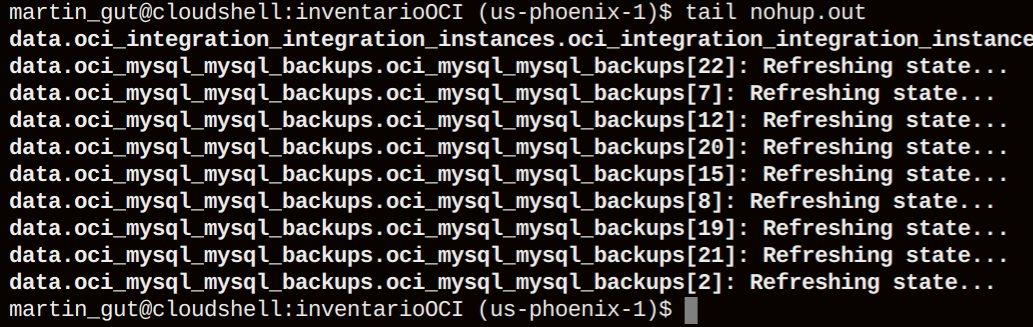 martin_gut@cloudshell:inventarioOCI (us-phoenix-1)$ tail nohup.out
data.oci_integration_integration_instances.oci_integration_integration_instance
data.oci_mysql_mysql_backups.oci_mysql_mysql_backups[22]: Refreshing state...
data.oci_mysql_mysql_backups.oci_mysql_mysql_backups[7]: Refreshing state...
data.oci_mysql_mysql_backups.oci_mysql_mysql_backups[12]: Refreshing state...
data.oci_mysql_mysql_backups.oci_mysql_mysql_backups[20]: Refreshing state...
data.oci_mysql_mysql_backups.oci_mysql_mysql_backups[15]: Refreshing state...
data.oci_mysql_mysql_backups.oci_mysql_mysql_backups[8]: Refreshing state...
data.oci_mysql_mysql_backups.oci_mysql_mysql_backups[19]: Refreshing state...
data.oci_mysql_mysql_backups.oci_mysql_mysql_backups[21]: Refreshing state...
data.oci_mysql_mysql_backups.oci_mysql_mysql_backups[2]: Refreshing state...
martin_gut@cloudshell:inventarioOCI (us-phoenix-1)$